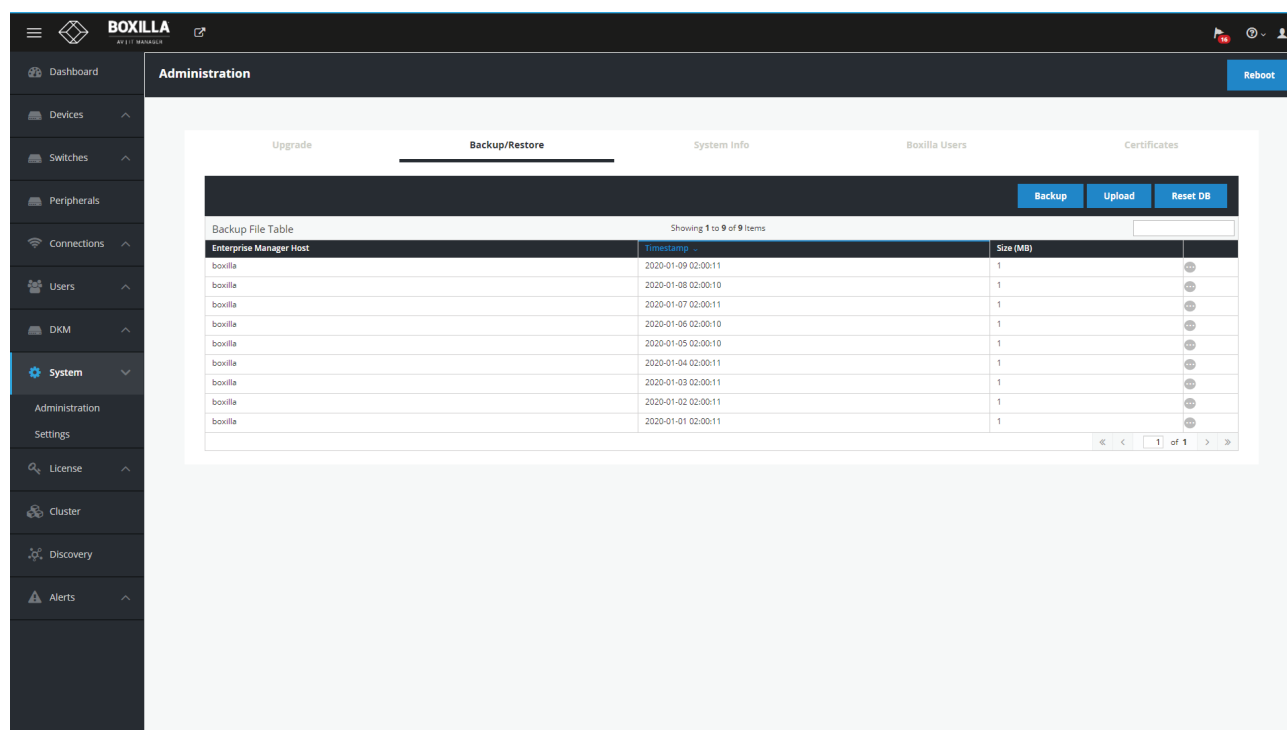 BOXILLA
AV | IT MANAGER
16
Dashboard
Administration
Reboot
Devices
Upgrade
Backup/Restore
System Info
Boxilla Users
Certificates
Switches
Peripherals
Backup
Upload
Reset DB
Backup File Table
Showing 1 to 9 of 9 Items
Connections
Enterprise Manager Host
Timestamp
Size (MB)
boxilla 2020-01-09 02:00:11 1
boxilla 2020-01-08 02:00:10 1
boxilla 2020-01-07 02:00:11 1
boxilla 2020-01-06 02:00:10 1
boxilla 2020-01-05 02:00:10 1
boxilla 2020-01-04 02:00:11 1
boxilla 2020-01-03 02:00:11 1
boxilla 2020-01-02 02:00:11 1
boxilla 2020-01-01 02:00:11 1
1 of 1
Users
DKM
System
Administration
Settings
License
Cluster
Discovery
Alerts